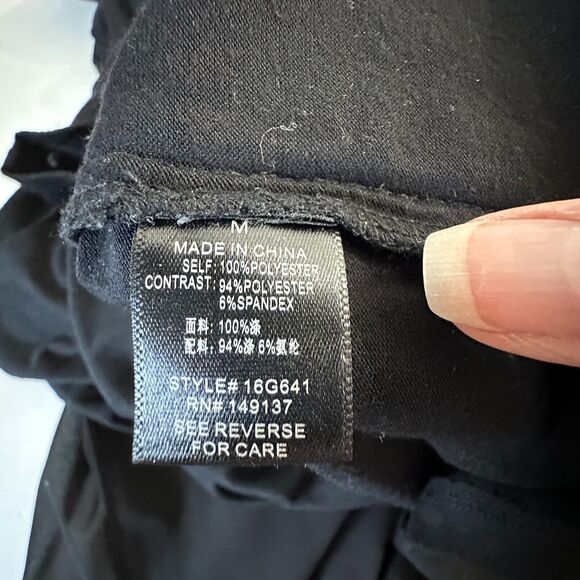 M
MADE IN CHINA
SELF: 100%POLYESTER
CONTRAST: 94%POLYESTER
6%SPANDEX
面料: 100%涤
配料: 94%涤 6%氨纶
STYLE# 16G641
RN# 149137
SEE REVERSE
FOR CARE